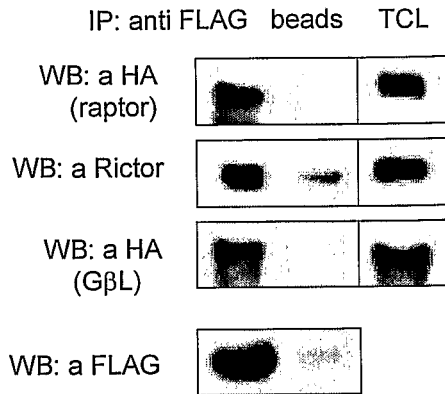 IP: anti FLAG beads TCL
WB: a HA
(raptor)
WB: a Rictor
WB: a HA
(GβL)
WB: a FLAG